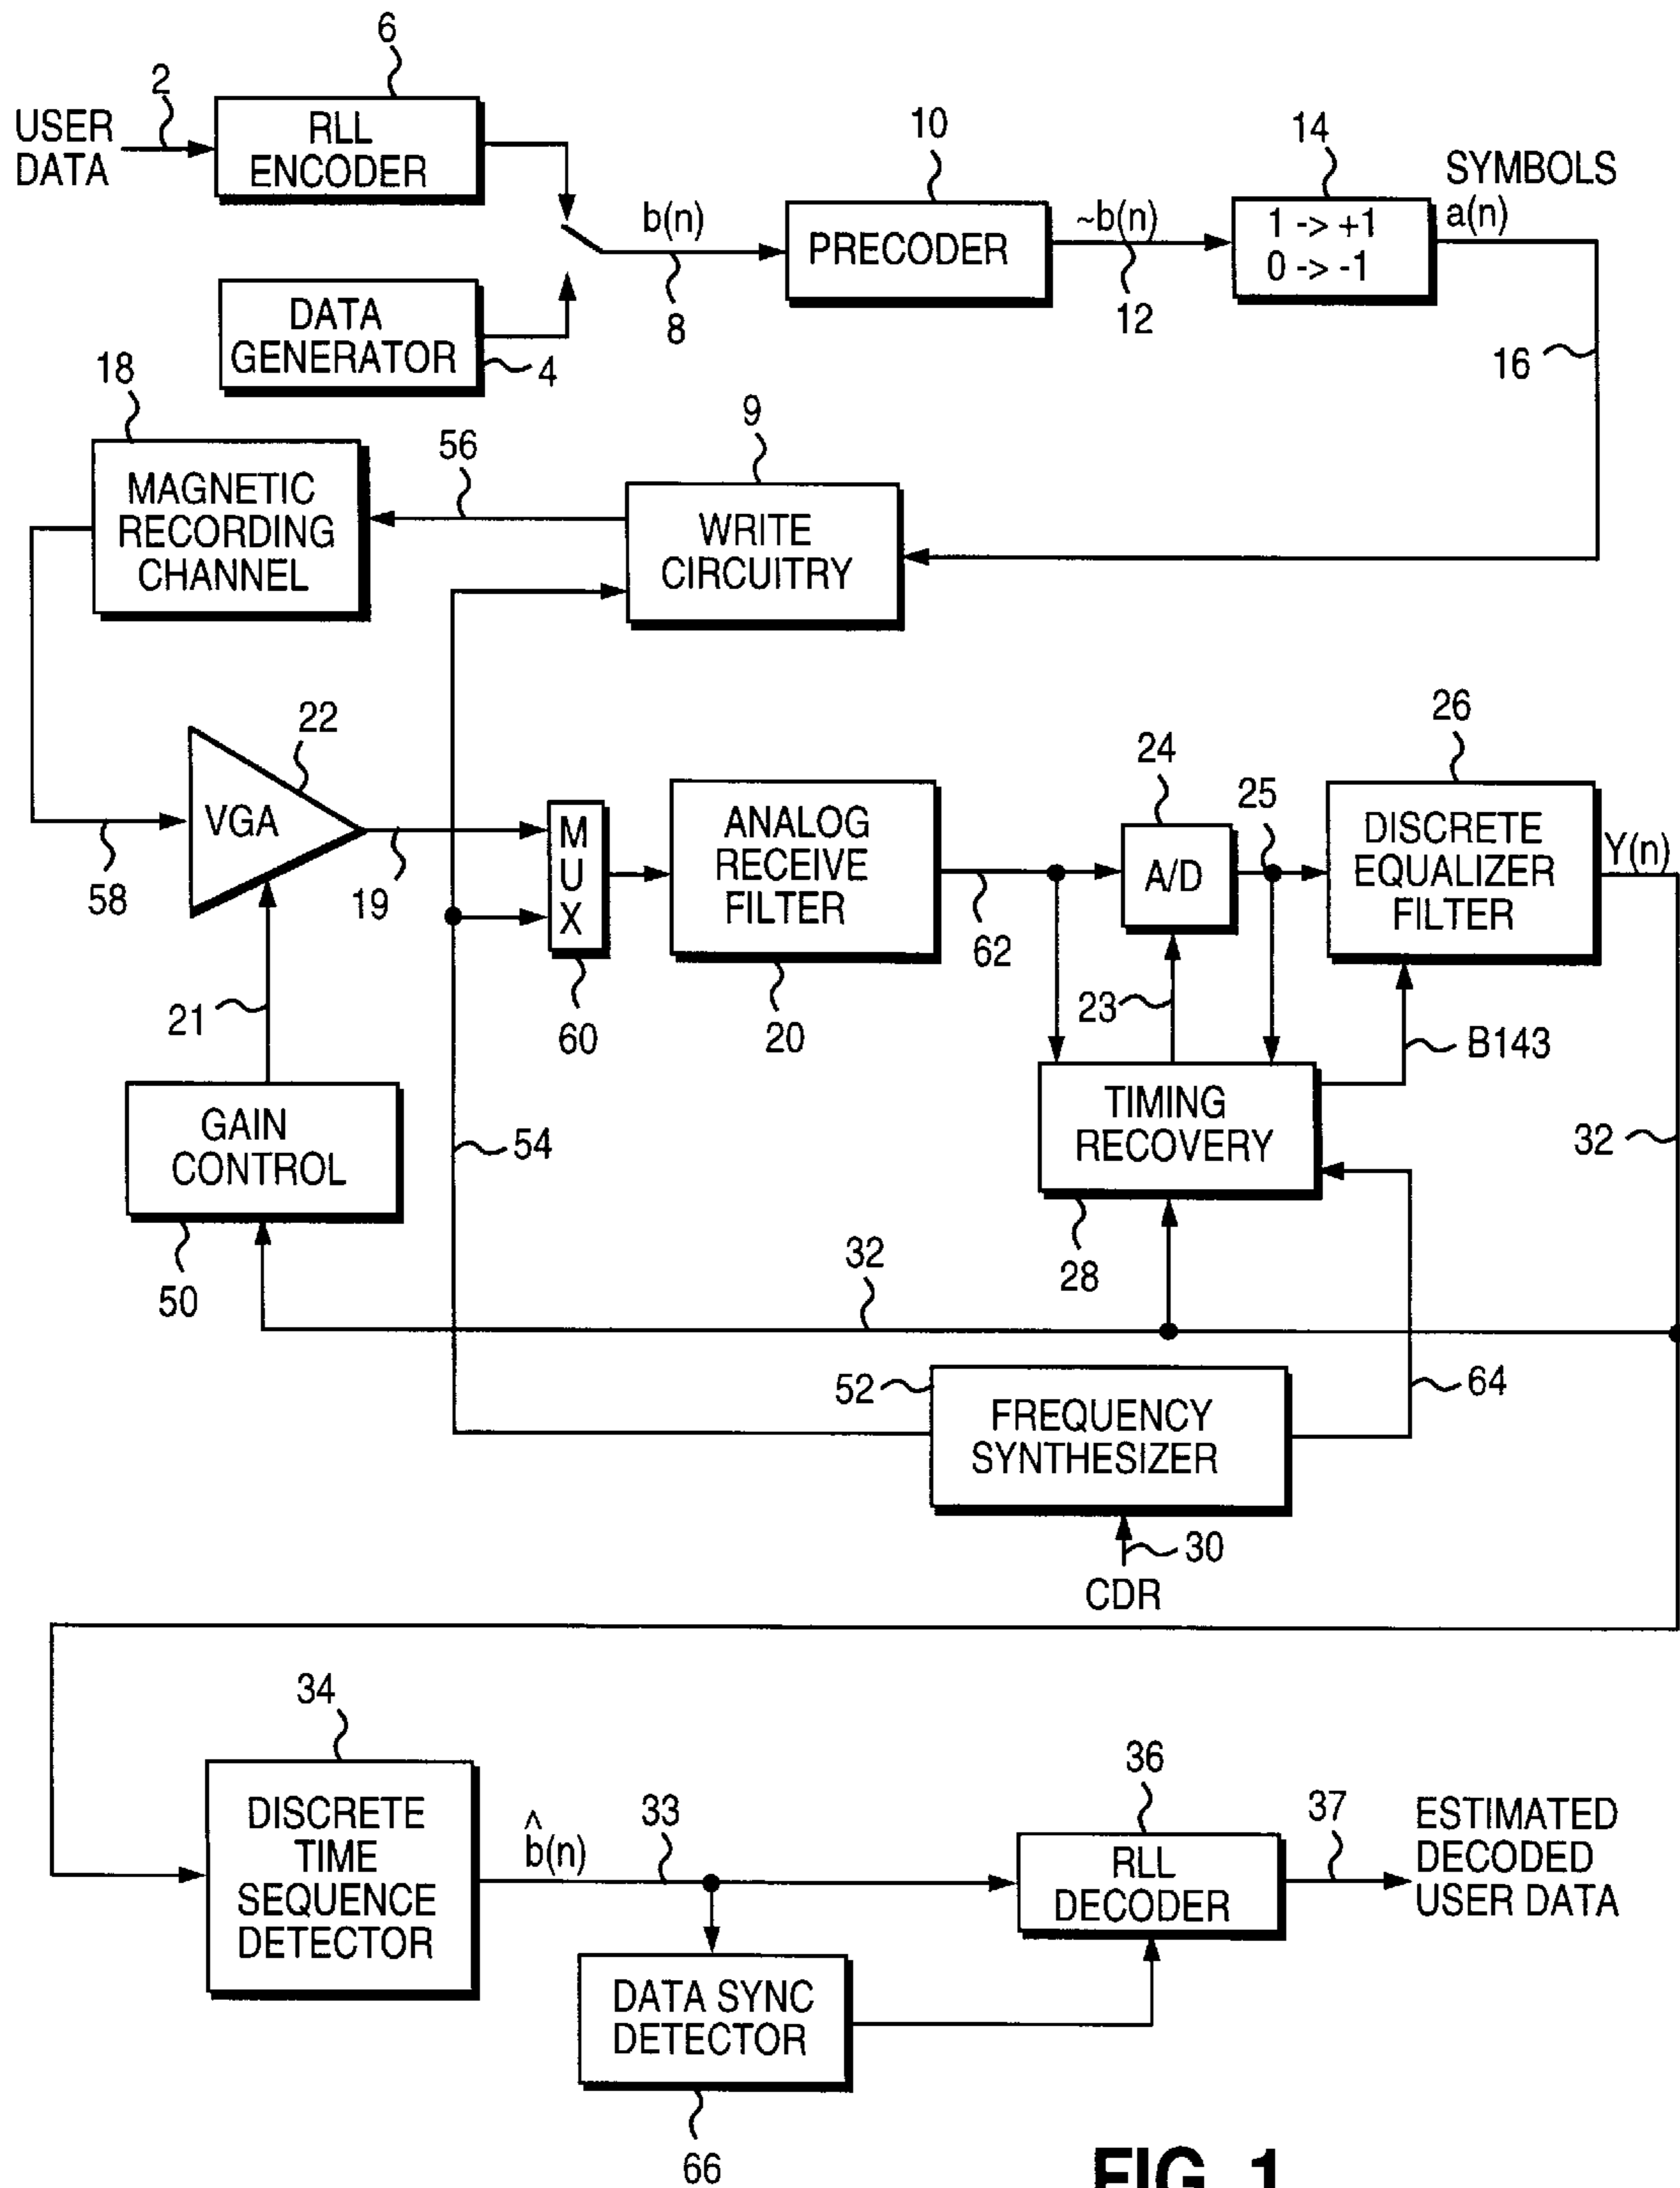 6
2
USER
DATA
RLL
ENCODER
10
14
SYMBOLS
a(n)
b(n)
PRECODER
~b(n)
1 -> +1
0 -> -1
8
12
DATA
GENERATOR
4
16
18
56
9
MAGNETIC
RECORDING
CHANNEL
WRITE
CIRCUITRY
22
VGA
58
19
M
U
X
60
ANALOG
RECEIVE
FILTER
20
62
24
A/D
25
26
DISCRETE
EQUALIZER
FILTER
Y(n)
21
23
B143
GAIN
CONTROL
50
54
TIMING
RECOVERY
28
32
32
52
FREQUENCY
SYNTHESIZER
64
30
CDR
34
DISCRETE
TIME
SEQUENCE
DETECTOR
^
b(n)
33
36
RLL
DECODER
37
ESTIMATED
DECODED
USER DATA
DATA SYNC
DETECTOR
66
FIG. 1